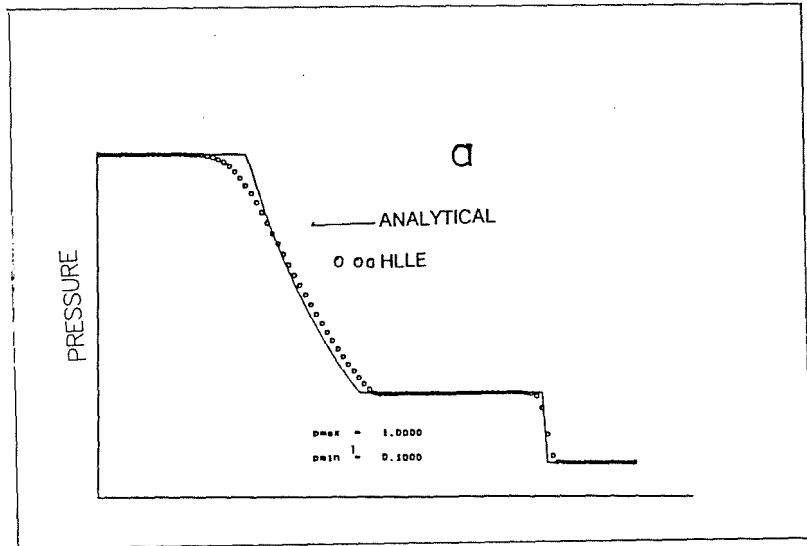 a
ANALYTICAL
o oo HLLE
PRESSURE
pmax = 1.0000
pmin = 0.1000